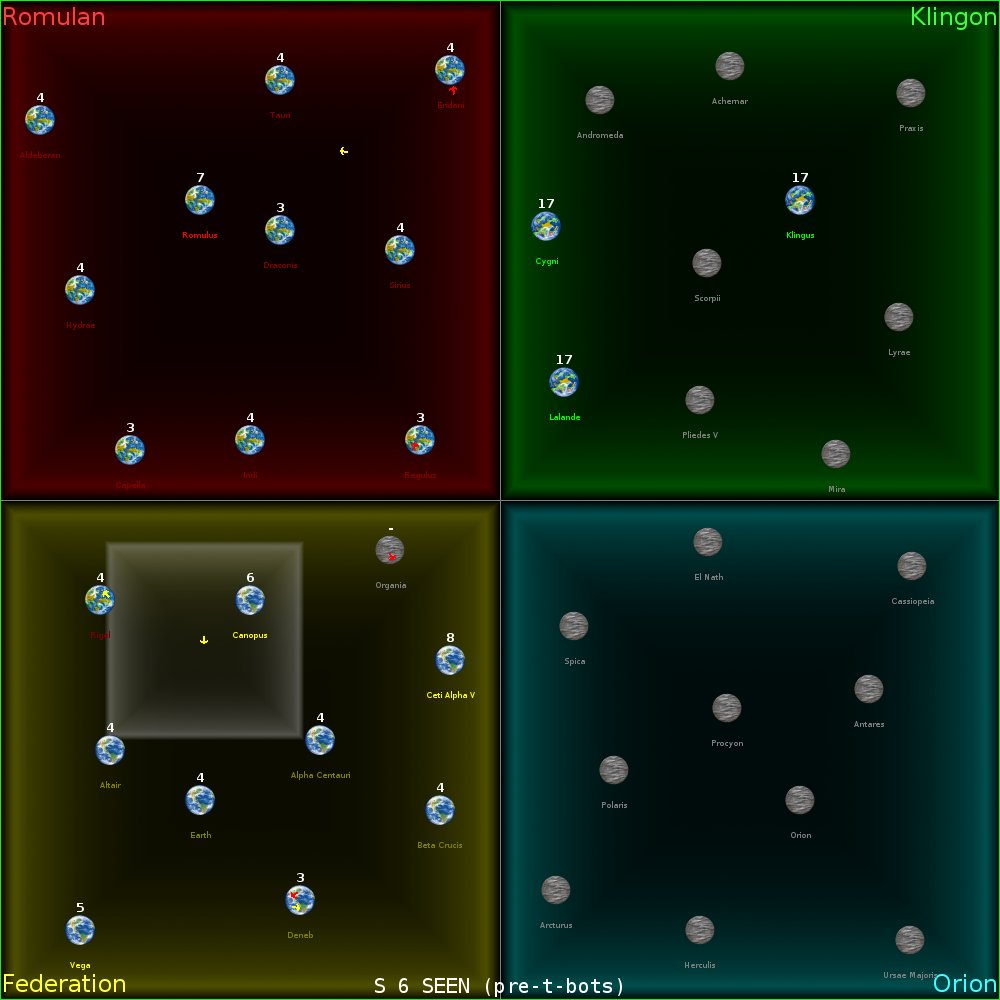 Romulan
Klingon
4
Tauri
4
Eridani
4
Aldebaran
7
Romulus
3
Draconis
4
Sirius
4
Hydrae
3
Capella
4
Indi
3
Regulus
Achemar
Andromeda
Praxis
17
Klingus
17
Cygni
Scorpii
Lyrae
17
Lalande
Pliedes V
Mira
-
Organia
4
Rigel
6
Canopus
8
Ceti Alpha V
4
Altair
4
Alpha Centauri
4
Earth
4
Beta Crucis
3
Deneb
5
Vega
El Nath
Cassiopeia
Spica
Antares
Procyon
Polaris
Orion
Arcturus
Herculis
Ursae Majoris
Federation
S 6 SEEN (pre-t-bots)
Orion